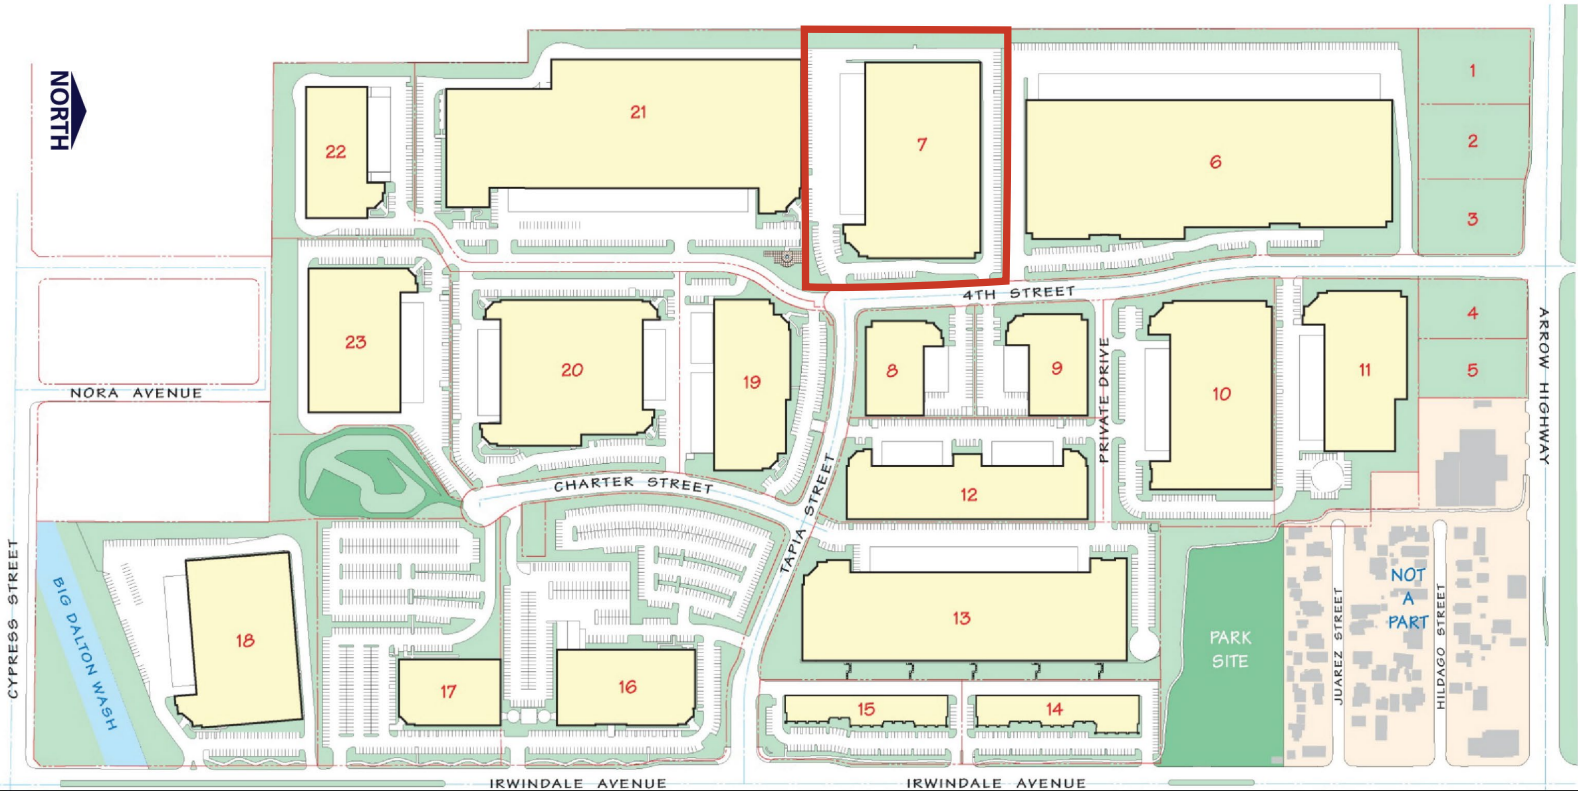 NORTH
1
21
7
2
22
6
3
4TH STREET
4
23
20
19
8
9
10
11
5
NORA AVENUE
PRIVATE DRIVE
ARROW HIGHWAY
CHARTER STREET
12
TAPIA STREET
CYPRESS STREET
BIG DALTON WASH
18
13
PARK
SITE
JUAREZ STREET
NOT
A
PART
HILDAGO STREET
17
16
15
14
IRWINDALE AVENUE
IRWINDALE AVENUE